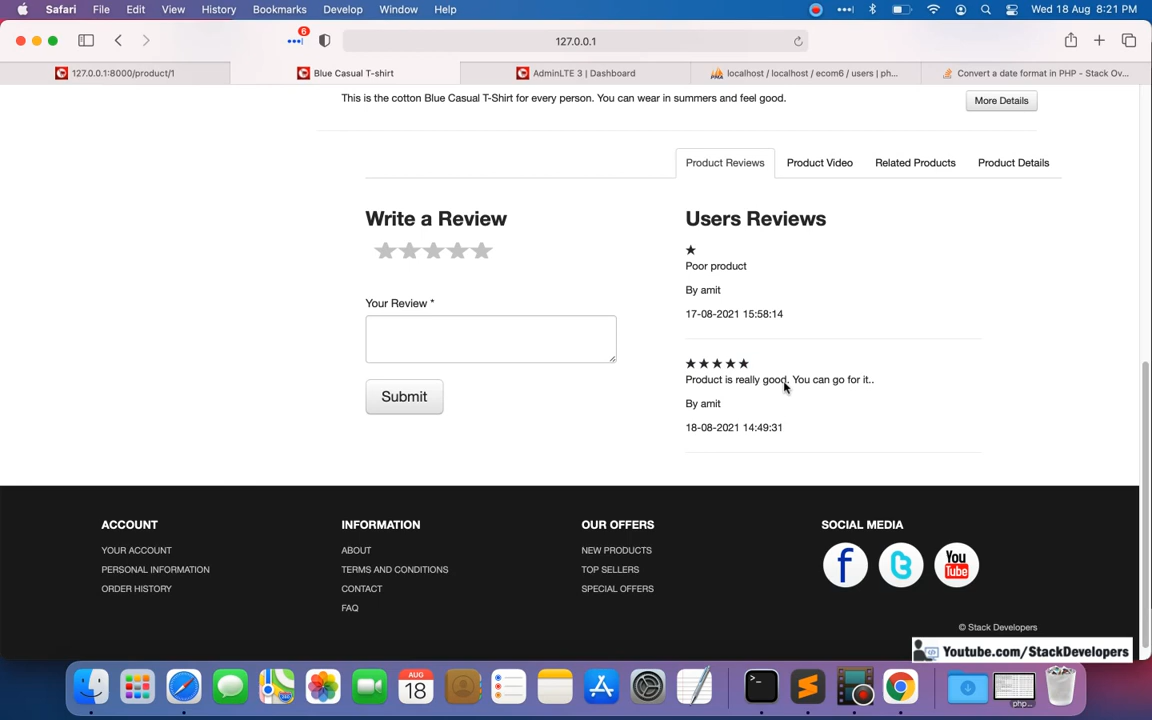 Safari File Edit View History Bookmarks Develop Window Help Wed 18 Aug 8:21 PM
6
127.0.0.1
127.0.0.1:8000/product/1 Blue Casual T-shirt AdminLTE 3 | Dashboard localhost / localhost / ecom6 / users | ph... Convert a date format in PHP - Stack Ov...
This is the cotton Blue Casual T-Shirt for every person. You can wear in summers and feel good. More Details
Product Reviews Product Video Related Products Product Details
Write a Review
Your Review *
Submit
Users Reviews
★
Poor product
By amit
17-08-2021 15:58:14
★★★★★
Product is really good. You can go for it..
By amit
18-08-2021 14:49:31
ACCOUNT
YOUR ACCOUNT
PERSONAL INFORMATION
ORDER HISTORY
INFORMATION
ABOUT
TERMS AND CONDITIONS
CONTACT
FAQ
OUR OFFERS
NEW PRODUCTS
TOP SELLERS
SPECIAL OFFERS
SOCIAL MEDIA
f
t
You
Tube
© Stack Developers
Youtube.com/StackDevelopers
AUG
18
php...